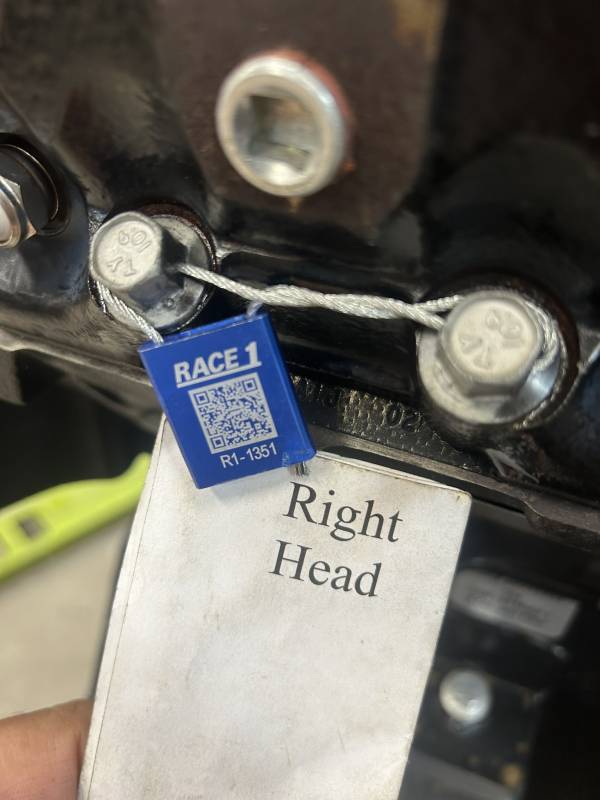 RACE 1
R1-1351
Right
Head